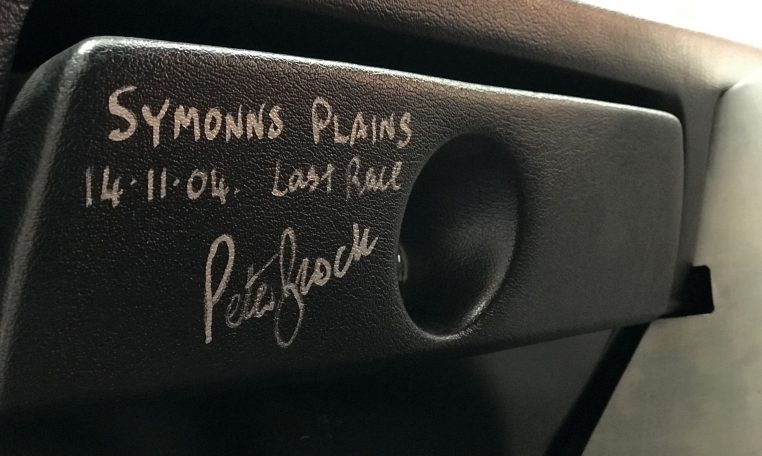 SYMONNS PLAINS
14.11.04. Last Race
Peter Brock